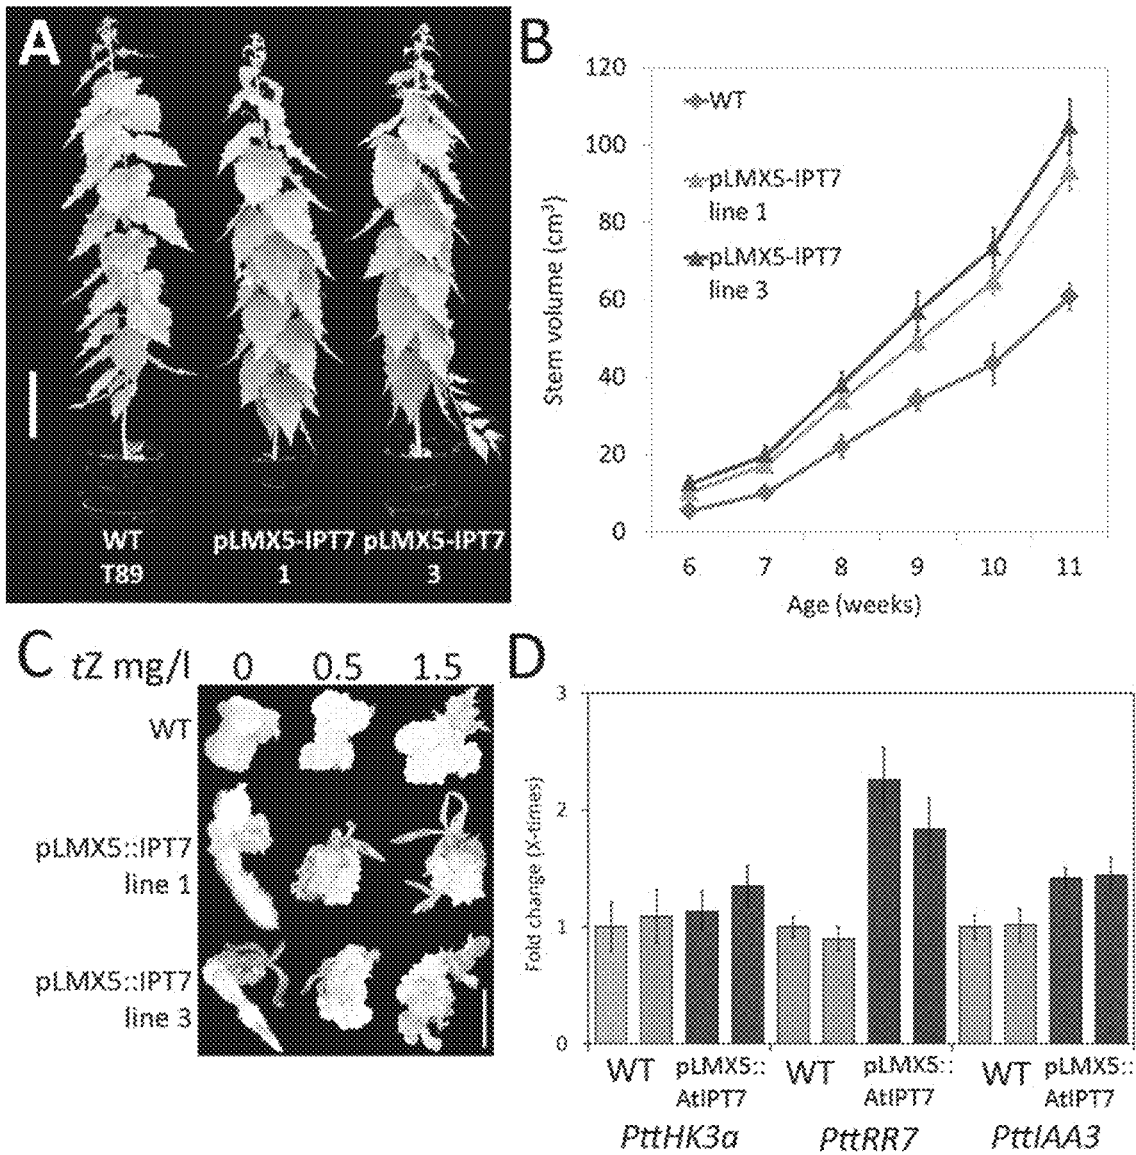 A
WT
T89
pLMX5-IPT7
1
pLMX5-IPT7
3
B
120
100
80
60
40
20
0
Stem volume (cm³)
WT
pLMX5-IPT7
line 1
pLMX5-IPT7
line 3
6 7 8 9 10 11
Age (weeks)
C
tZ mg/l 0 0.5 1.5
WT
pLMX5::IPT7
line 1
pLMX5::IPT7
line 3
D
3
2
1
0
Fold change (X-times)
WT pLMX5:: WT pLMX5:: WT pLMX5::
AtIPT7 AtIPT7 AtIPT7
PttHK3a PttRR7 PttIAA3